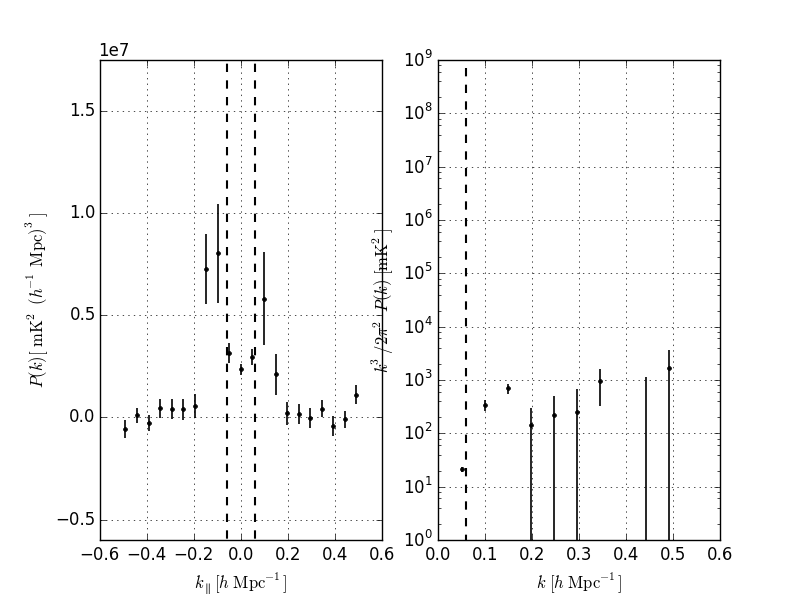 1e7
1.5
1.0
0.5
0.0
−0.5
−0.6 −0.4 −0.2 0.0 0.2 0.4 0.6
k∥ [h Mpc⁻¹]
P(k)[ mK² (h⁻¹ Mpc)³ ]
10⁹
10⁸
10⁷
10⁶
10⁵
10⁴
10³
10²
10¹
10⁰
0.0 0.1 0.2 0.3 0.4 0.5 0.6
k [h Mpc⁻¹]
k³/2π² P(k) [mK²]